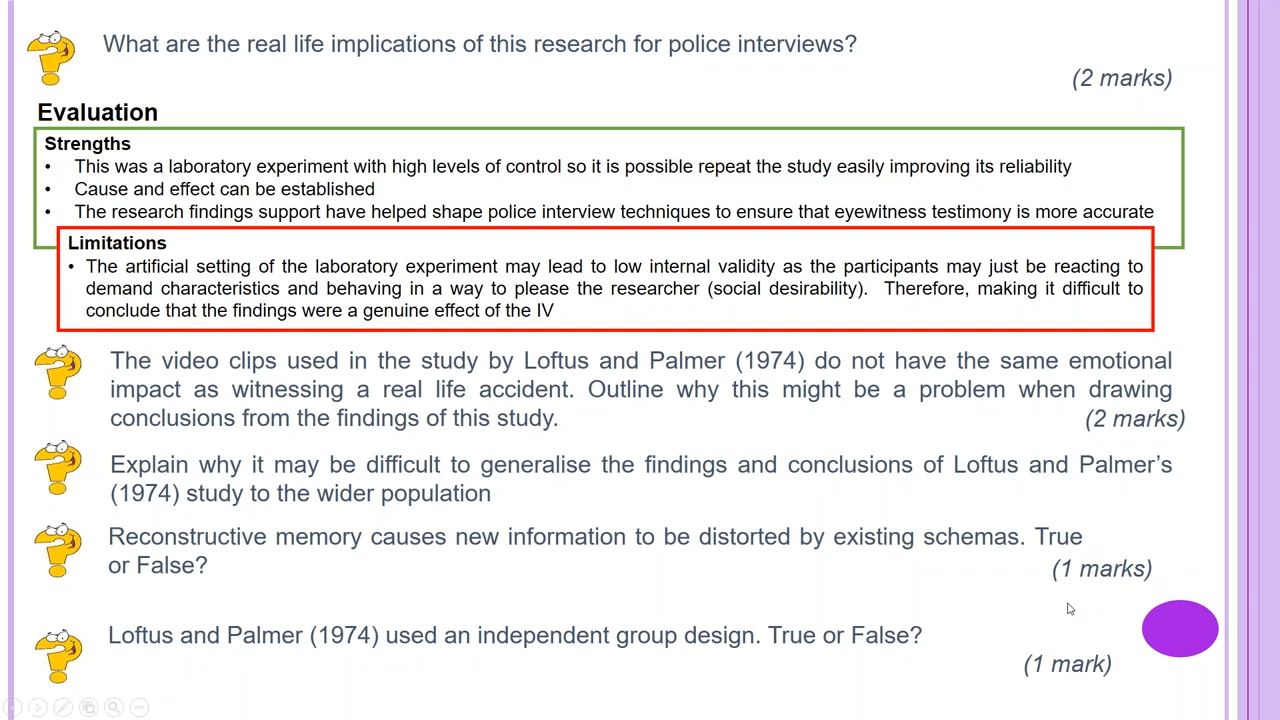 What are the real life implications of this research for police interviews?
(2 marks)
Evaluation
Strengths
• This was a laboratory experiment with high levels of control so it is possible repeat the study easily improving its reliability
• Cause and effect can be established
• The research findings support have helped shape police interview techniques to ensure that eyewitness testimony is more accurate
Limitations
• The artificial setting of the laboratory experiment may lead to low internal validity as the participants may just be reacting to
demand characteristics and behaving in a way to please the researcher (social desirability). Therefore, making it difficult to
conclude that the findings were a genuine effect of the IV
The video clips used in the study by Loftus and Palmer (1974) do not have the same emotional
impact as witnessing a real life accident. Outline why this might be a problem when drawing
conclusions from the findings of this study. (2 marks)
Explain why it may be difficult to generalise the findings and conclusions of Loftus and Palmer’s
(1974) study to the wider population
Reconstructive memory causes new information to be distorted by existing schemas. True
or False?
(1 marks)
Loftus and Palmer (1974) used an independent group design. True or False?
(1 mark)